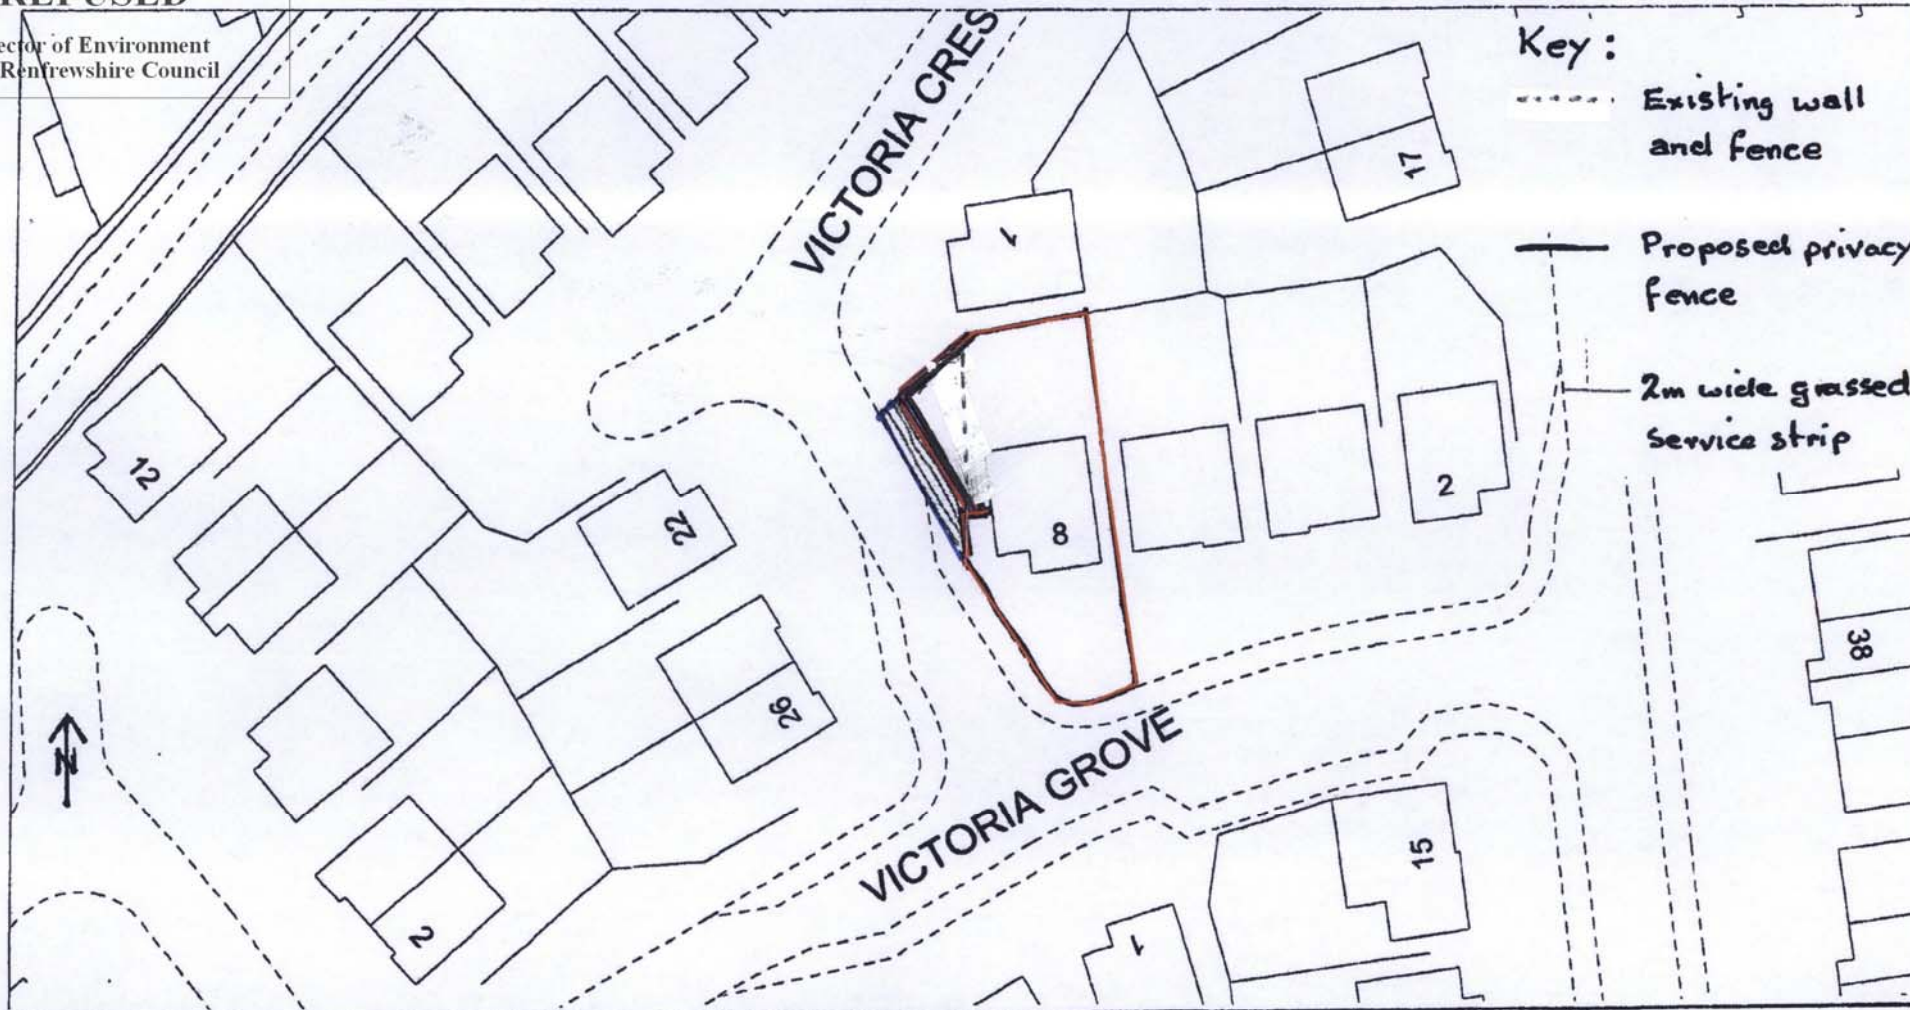 REFUSED
ector of Environment
Renfrewshire Council
VICTORIA CRES
Key :
Existing wall
and fence
Proposed privacy
fence
2m wide grassed
service strip
17
1
12
22
8
2
26
38
N
VICTORIA GROVE
15
2
1